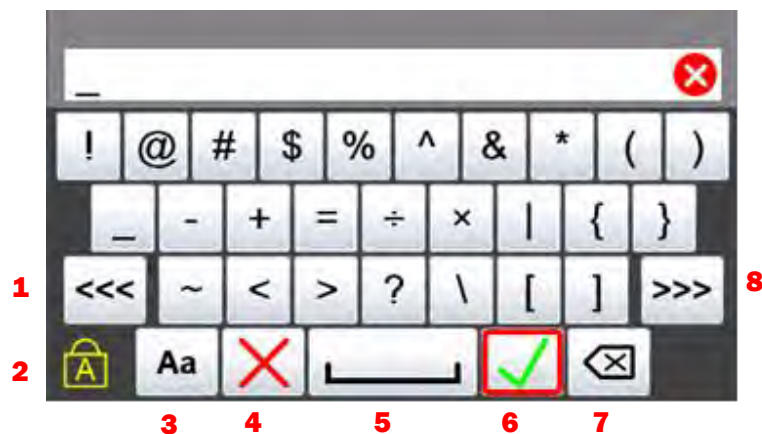 _
! @ # $ % ^ & * ( )
_ - + = ÷ × | { }
1 <<< ~ < > ? \ [ ] >>> 8
2 A Aa
3 4 5 6 7